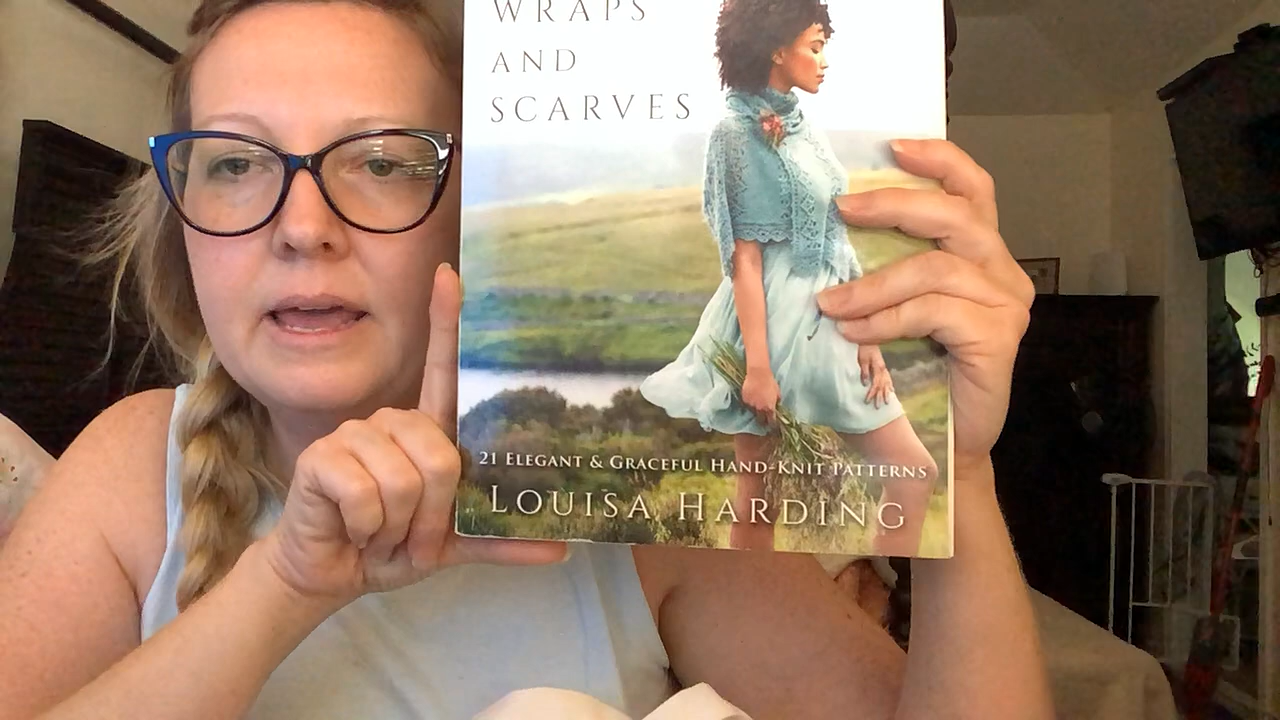 WRAPS
AND
SCARVES
21 ELEGANT & GRACEFUL HAND-KNIT PATTERNS
LOUISA HARDING